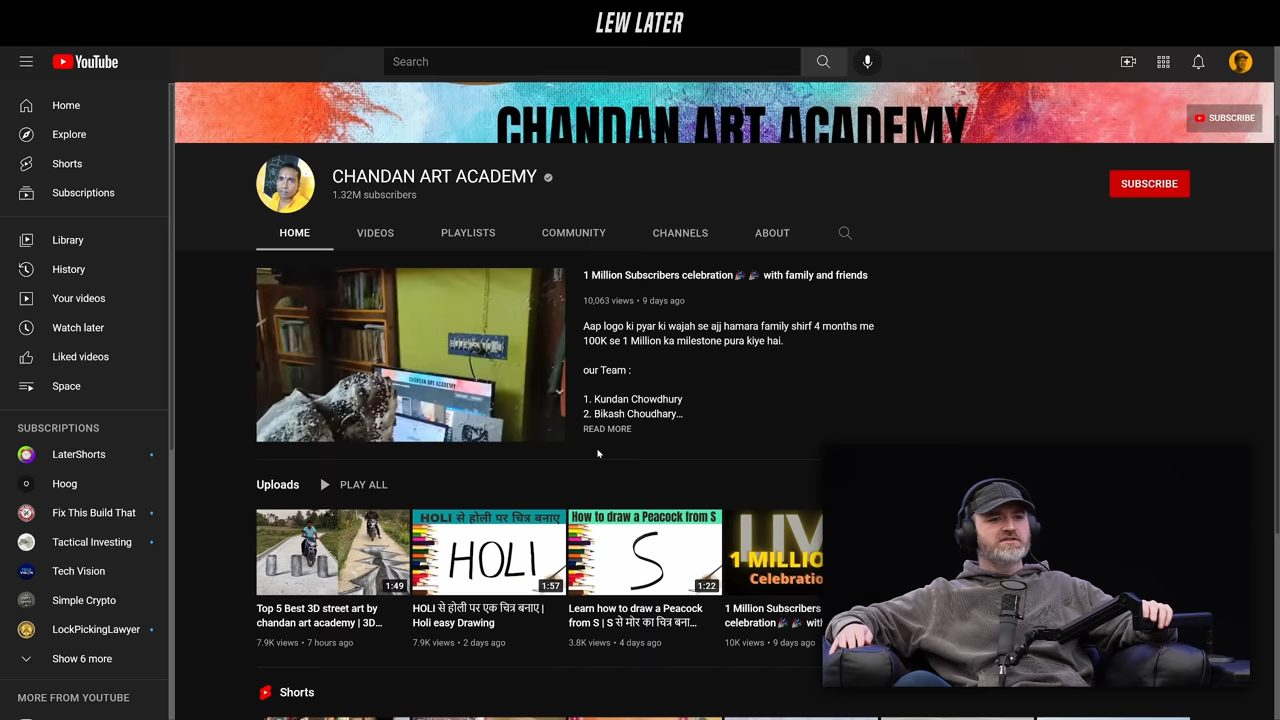 LEW LATER
YouTube
Search
Home
Explore
Shorts
Subscriptions
Library
History
Your videos
Watch later
Liked videos
Space
SUBSCRIPTIONS
LaterShorts
Hoog
Fix This Build That
Tactical Investing
Tech Vision
Simple Crypto
LockPickingLawyer
Show 6 more
MORE FROM YOUTUBE
CHANDAN ART ACADEMY
SUBSCRIBE
CHANDAN ART ACADEMY
1.32M subscribers
SUBSCRIBE
HOME VIDEOS PLAYLISTS COMMUNITY CHANNELS ABOUT
CHANDAN ART ACADEMY
1 Million Subscribers celebration🎉 🎉 with family and friends
10,063 views • 9 days ago
Aap logo ki pyar ki wajah se ajj hamara family shirf 4 months me
100K se 1 Million ka milestone pura kiye hai.
our Team :
1. Kundan Chowdhury
2. Bikash Choudhary...
READ MORE
Uploads PLAY ALL
1:49
Top 5 Best 3D street art by
chandan art academy | 3D...
7.9K views • 7 hours ago
HOLI से होली पर चित्र बनाए
HOLI
1:57
HOLI से होली पर एक चित्र बनाए |
Holi easy Drawing
7.9K views • 2 days ago
How to draw a Peacock from S
S
1:22
Learn how to draw a Peacock
from S | S से मोर का चित्र बना...
3.8K views • 4 days ago
LIV
1 MILLIO
Celebratio
1 Million Subscribers
celebration🎉 🎉 wit
10K views • 9 days ago
Shorts